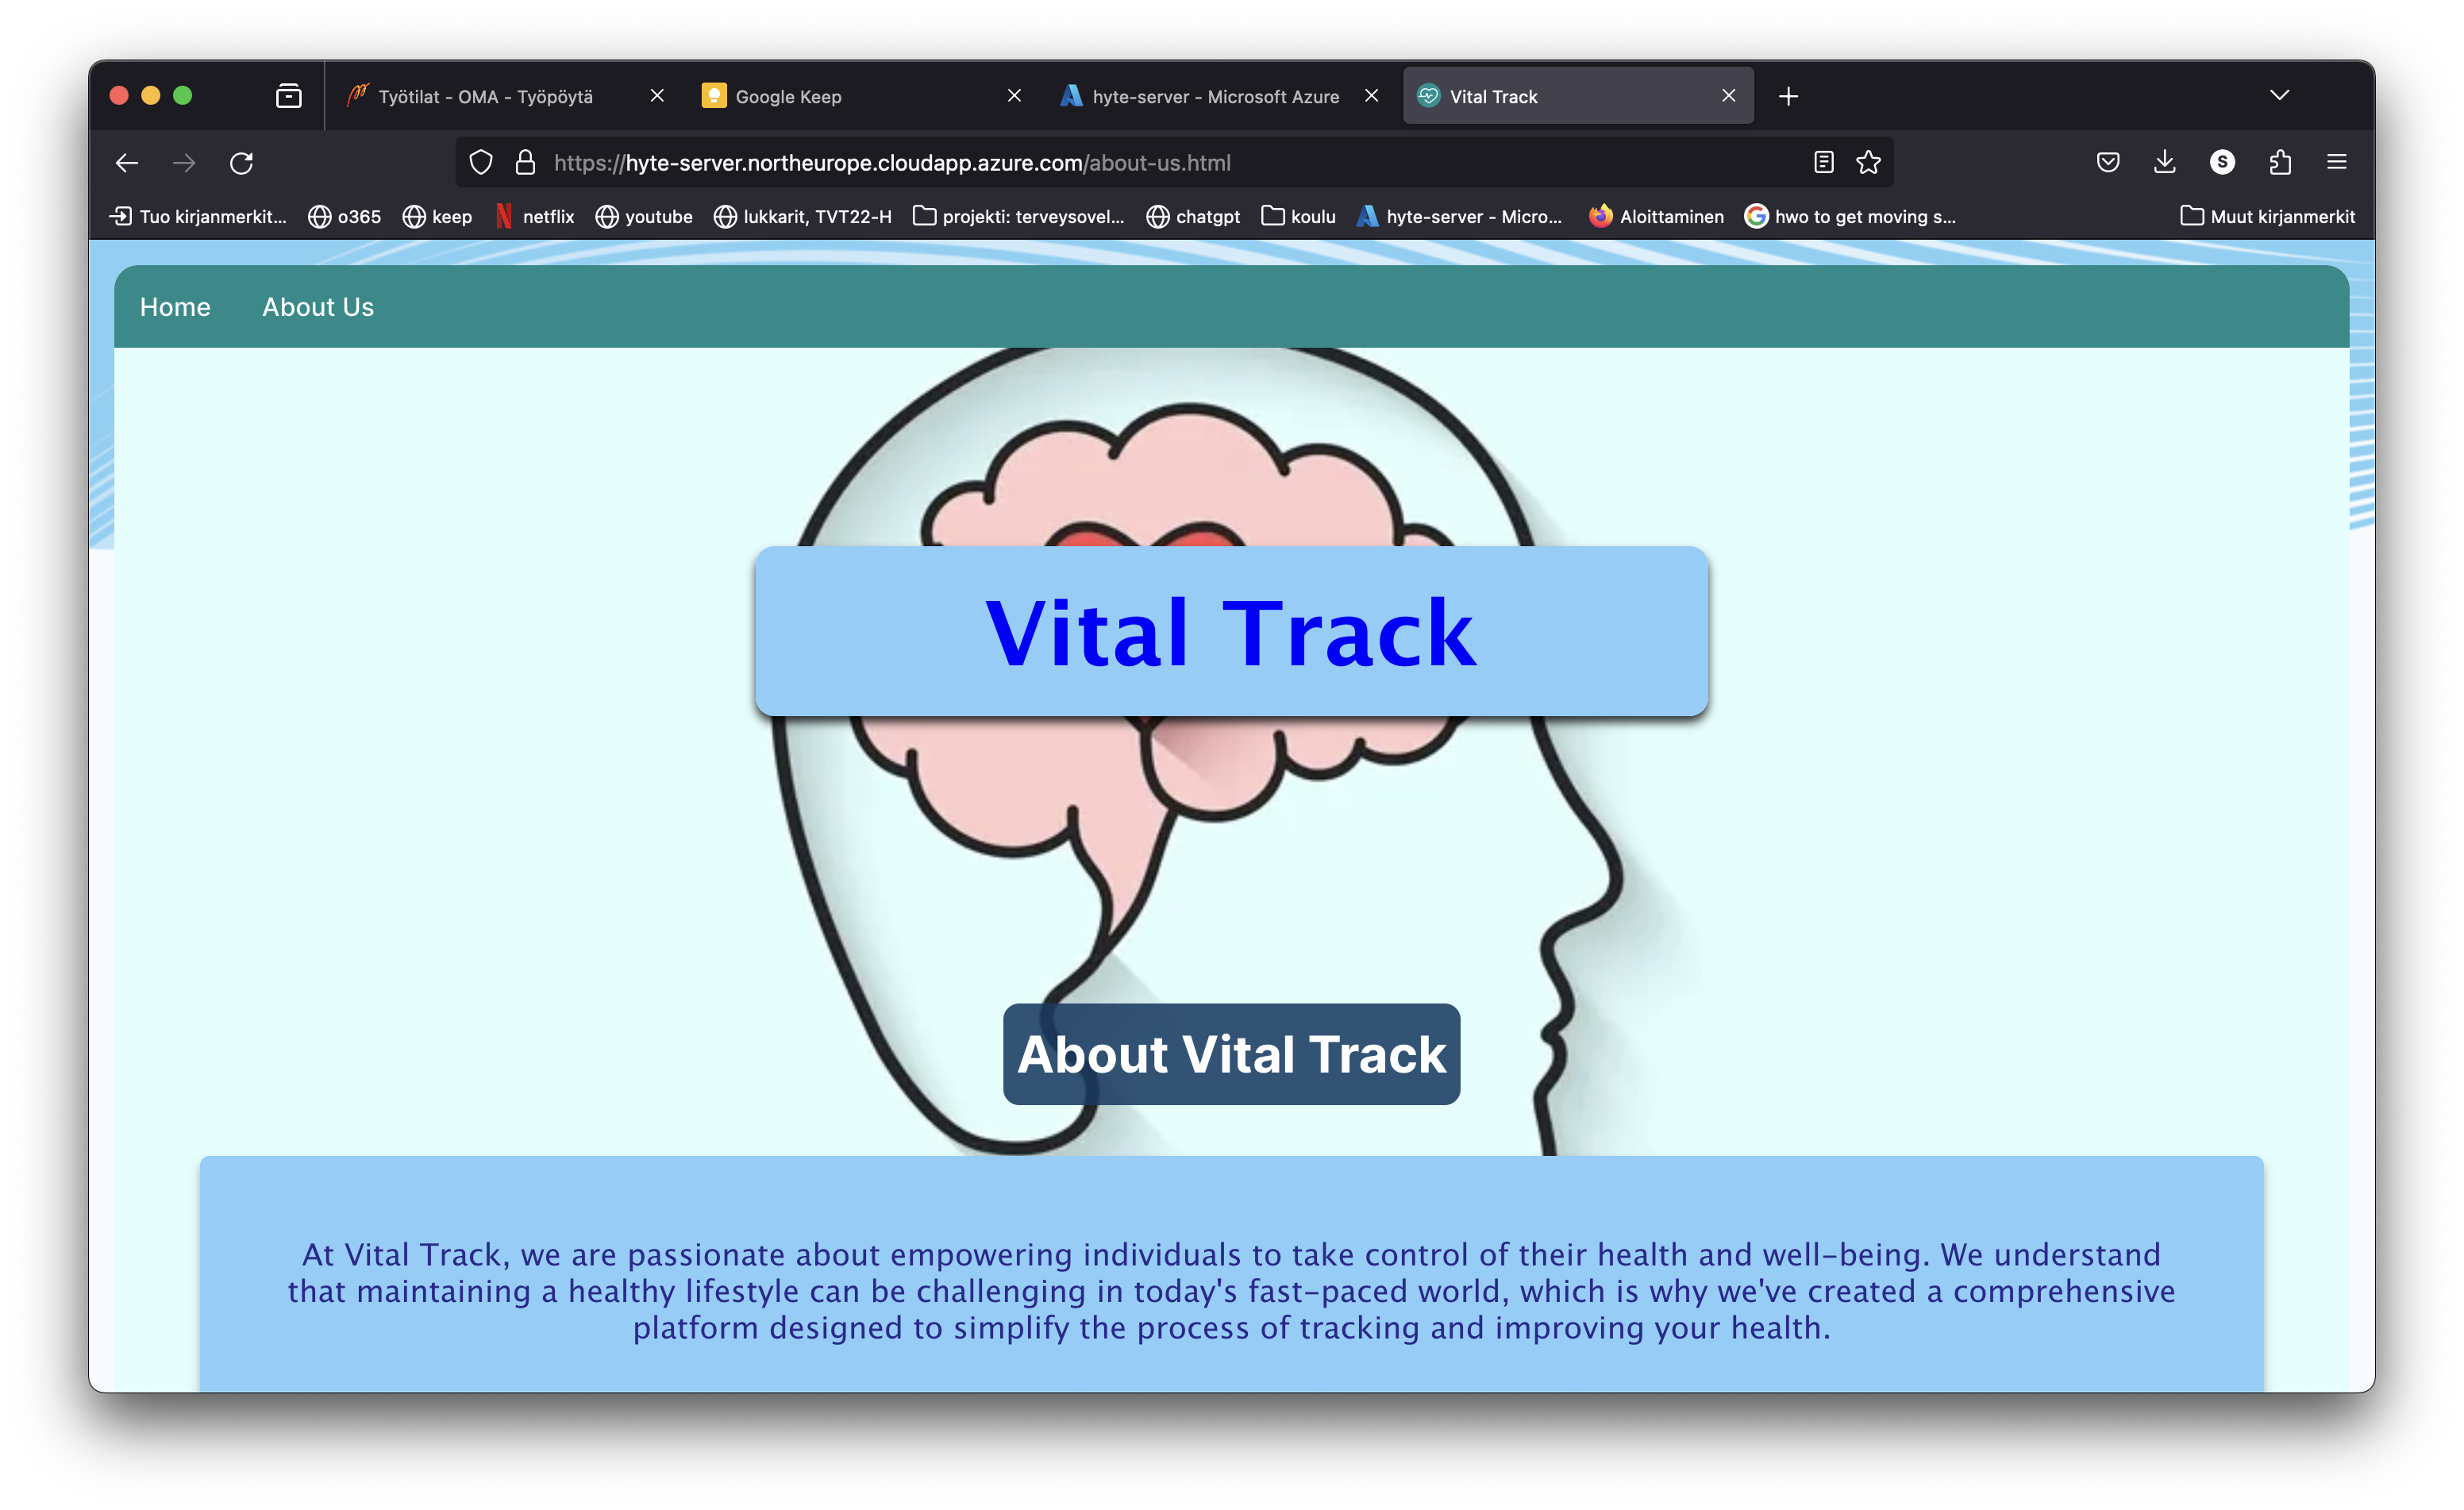 Työtilat - OMA - Työpöytä
Google Keep
hyte-server - Microsoft Azure
Vital Track
https://hyte-server.northeurope.cloudapp.azure.com/about-us.html
S
Tuo kirjanmerkit...
o365
keep
netflix
youtube
lukkarit, TVT22-H
projekti: terveysovel...
chatgpt
koulu
hyte-server - Micro...
Aloittaminen
hwo to get moving s...
Muut kirjanmerkit
Home
About Us
Vital Track
About Vital Track
At Vital Track, we are passionate about empowering individuals to take control of their health and well-being. We understand
that maintaining a healthy lifestyle can be challenging in today's fast-paced world, which is why we've created a comprehensive
platform designed to simplify the process of tracking and improving your health.